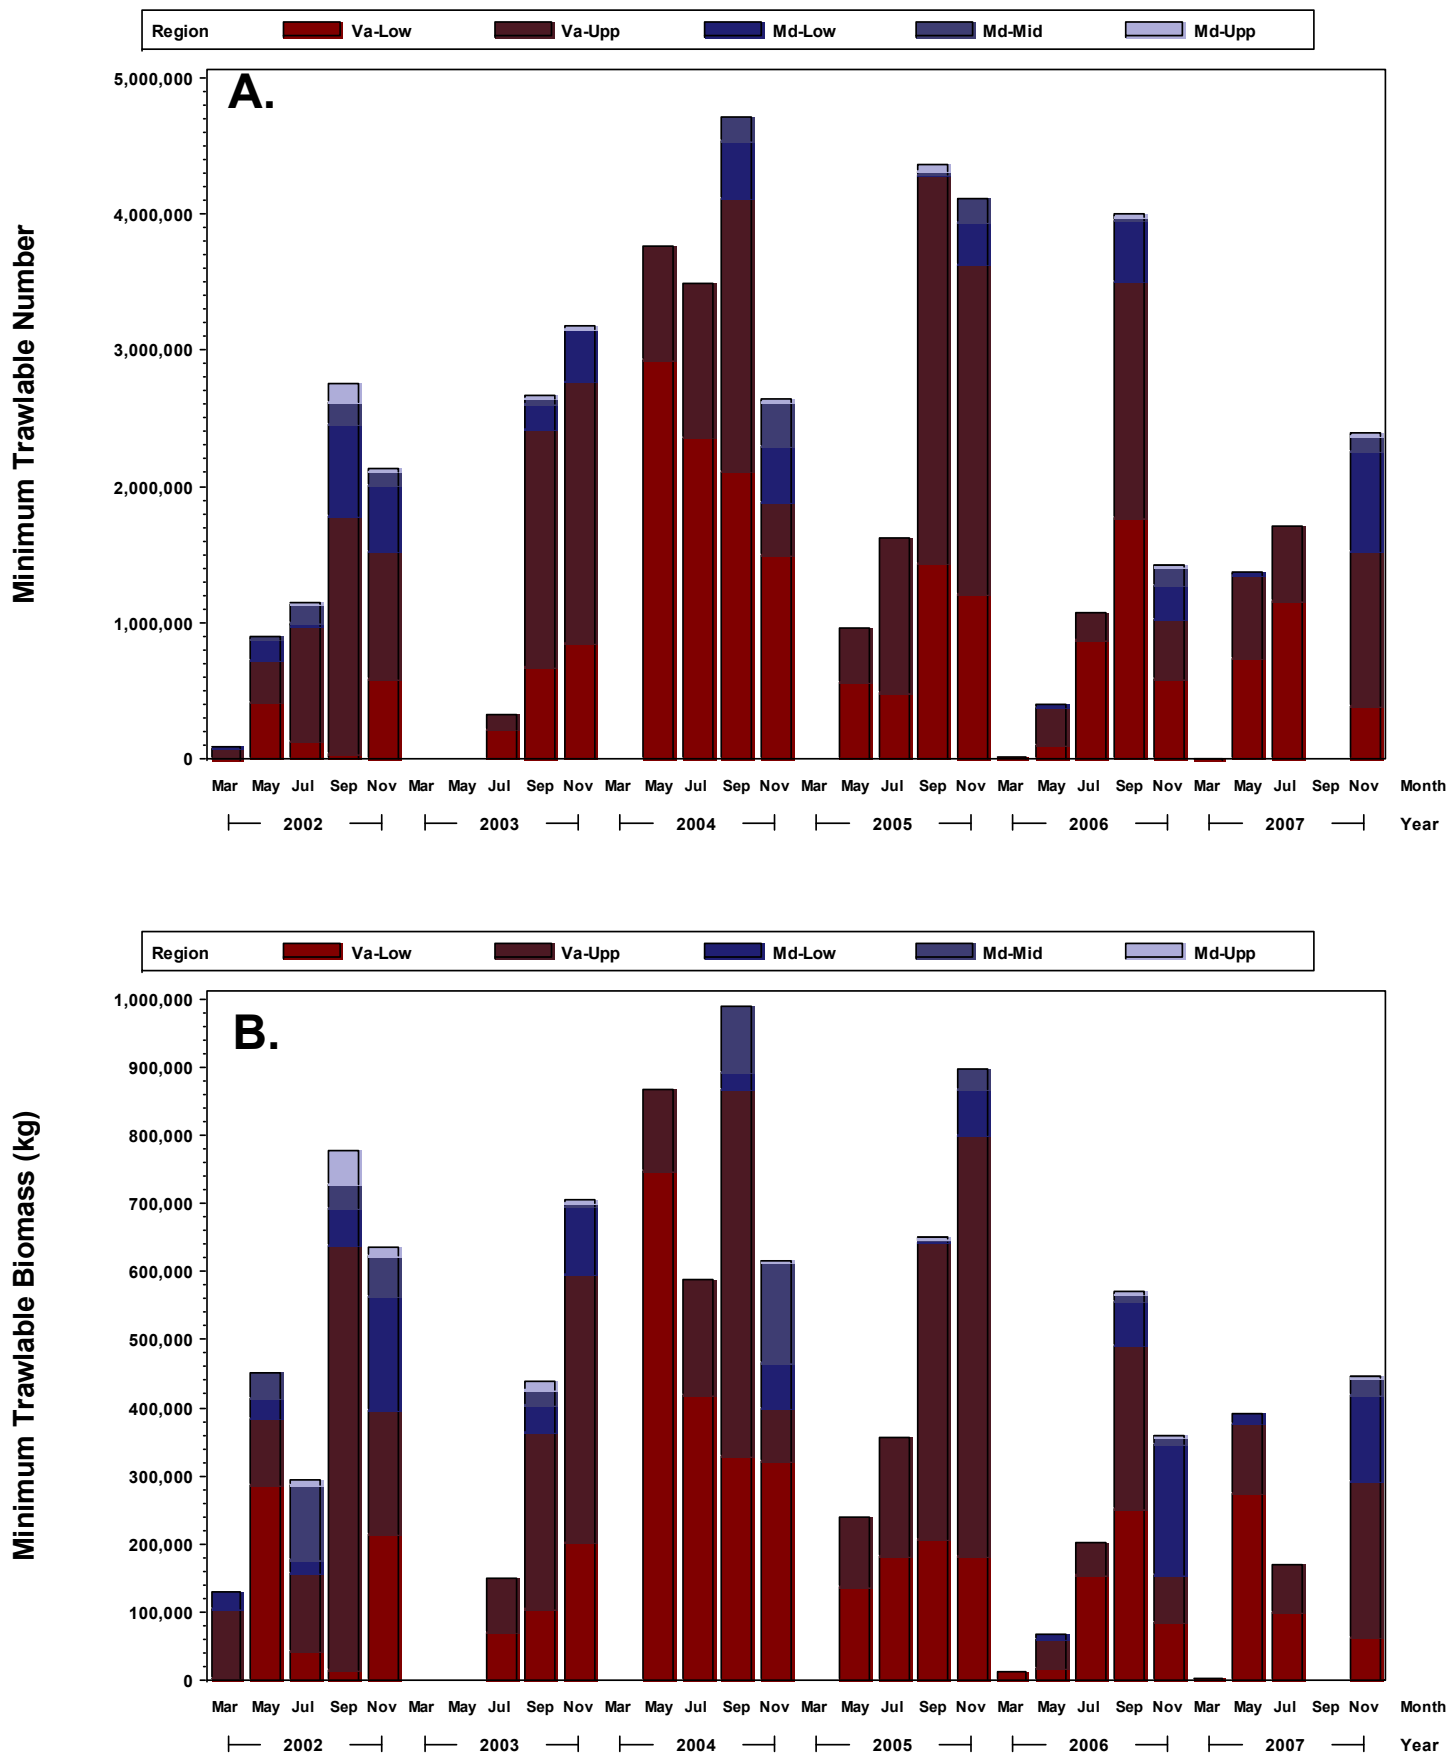 Region Va-Low Va-Upp Md-Low Md-Mid Md-Upp
A.
Minimum Trawlable Number
5,000,000
4,000,000
3,000,000
2,000,000
1,000,000
0
Mar May Jul Sep Nov Mar May Jul Sep Nov Mar May Jul Sep Nov Mar May Jul Sep Nov Mar May Jul Sep Nov Mar May Jul Sep Nov Month
2002 2003 2004 2005 2006 2007 Year
Region Va-Low Va-Upp Md-Low Md-Mid Md-Upp
B.
Minimum Trawlable Biomass (kg)
1,000,000
900,000
800,000
700,000
600,000
500,000
400,000
300,000
200,000
100,000
0
Mar May Jul Sep Nov Mar May Jul Sep Nov Mar May Jul Sep Nov Mar May Jul Sep Nov Mar May Jul Sep Nov Mar May Jul Sep Nov Month
2002 2003 2004 2005 2006 2007 Year